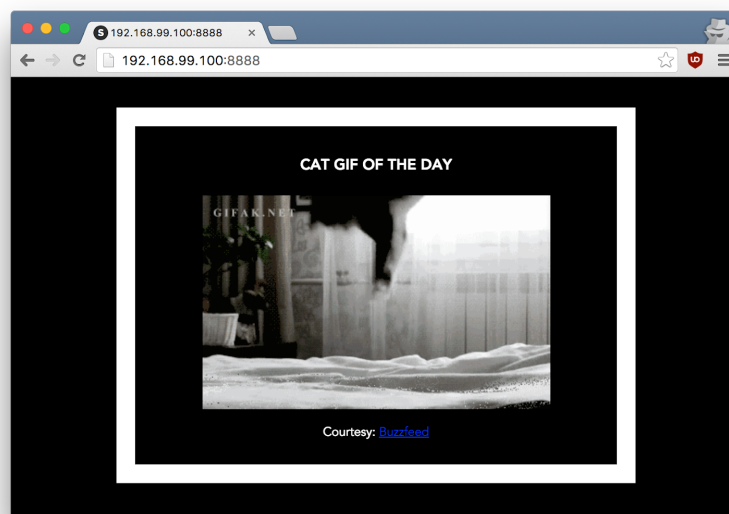 192.168.99.100:8888
192.168.99.100:8888
CAT GIF OF THE DAY
GIFAK.NET
Courtesy: Buzzfeed